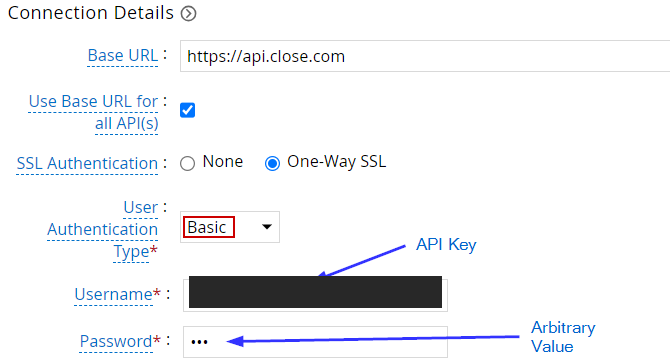 Connection Details
Base URL : https://api.close.com
Use Base URL for :
all API(s)
SSL Authentication : None One-Way SSL
User :
Authentication Basic
Type*
API Key
Username* :
Arbitrary
Password* : •••
Value